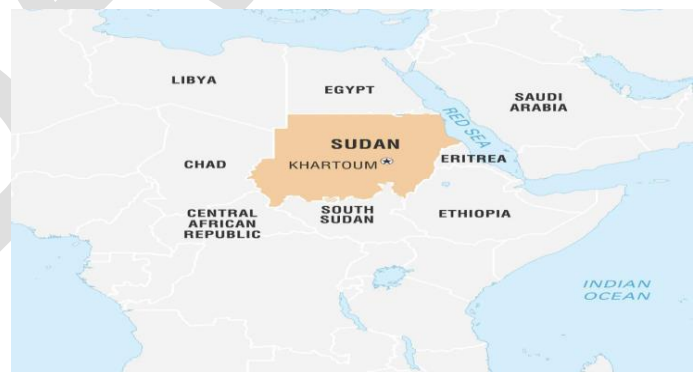 LIBYA
EGYPT
SAUDI
ARABIA
RED SEA
SUDAN
KHARTOUM
CHAD
ERITREA
CENTRAL
AFRICAN
REPUBLIC
SOUTH
SUDAN
ETHIOPIA
INDIAN
OCEAN